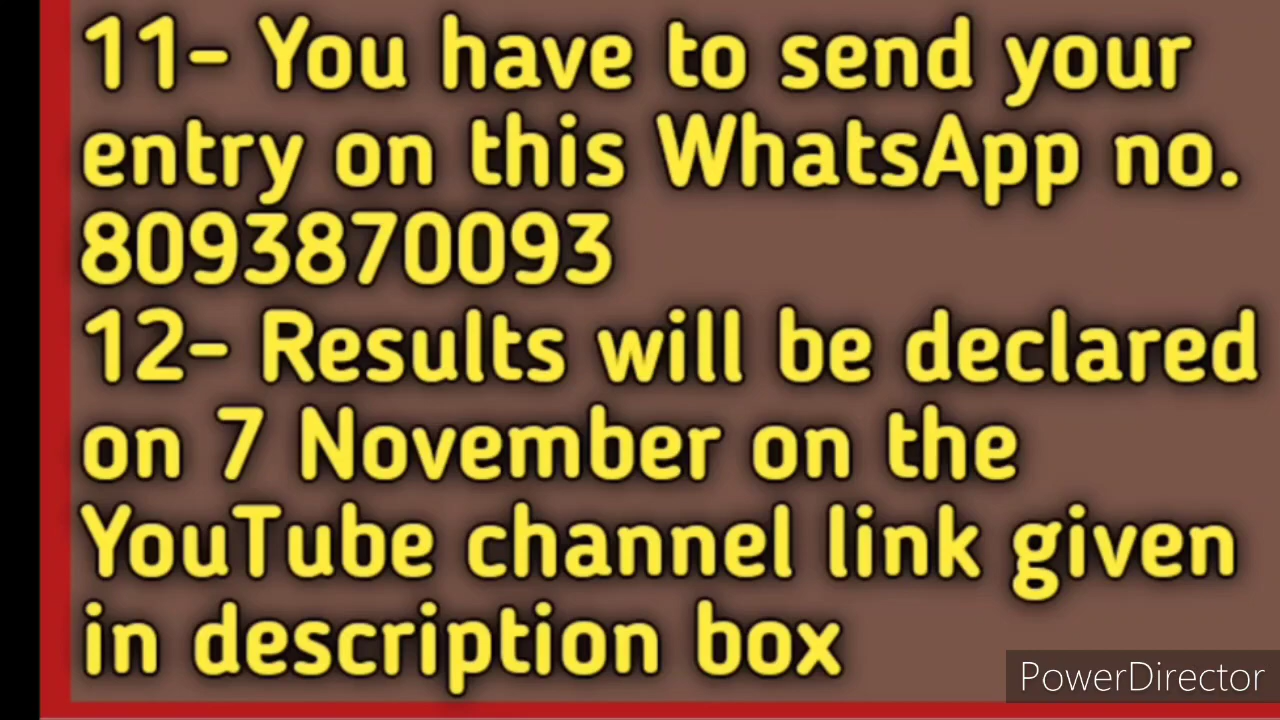 11- You have to send your
entry on this WhatsApp no.
8093870093
12- Results will be declared
on 7 November on the
YouTube channel link given
in description box
PowerDirector